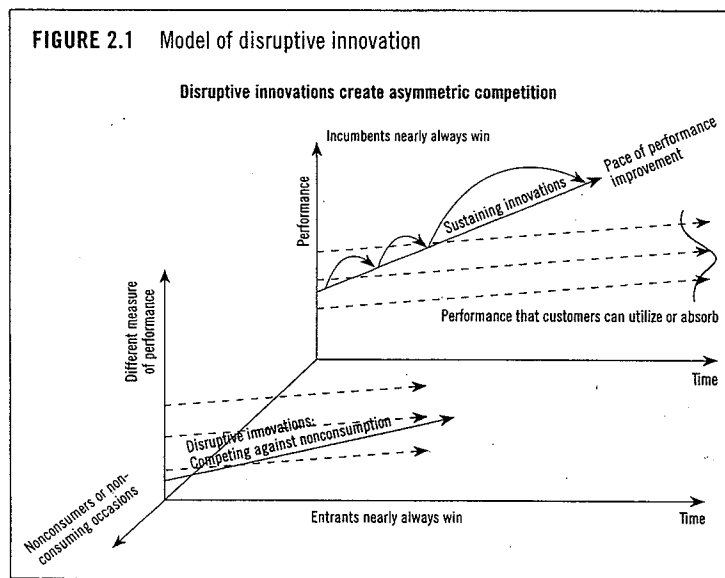 FIGURE 2.1 Model of disruptive innovation
Disruptive innovations create asymmetric competition
Incumbents nearly always win
Pace of performance
improvement
Sustaining innovations
Performance
Performance that customers can utilize or absorb
Time
Different measure
of performance
Disruptive innovations:
Competing against nonconsumption
Nonconsumers or non-
consuming occasions
Entrants nearly always win
Time